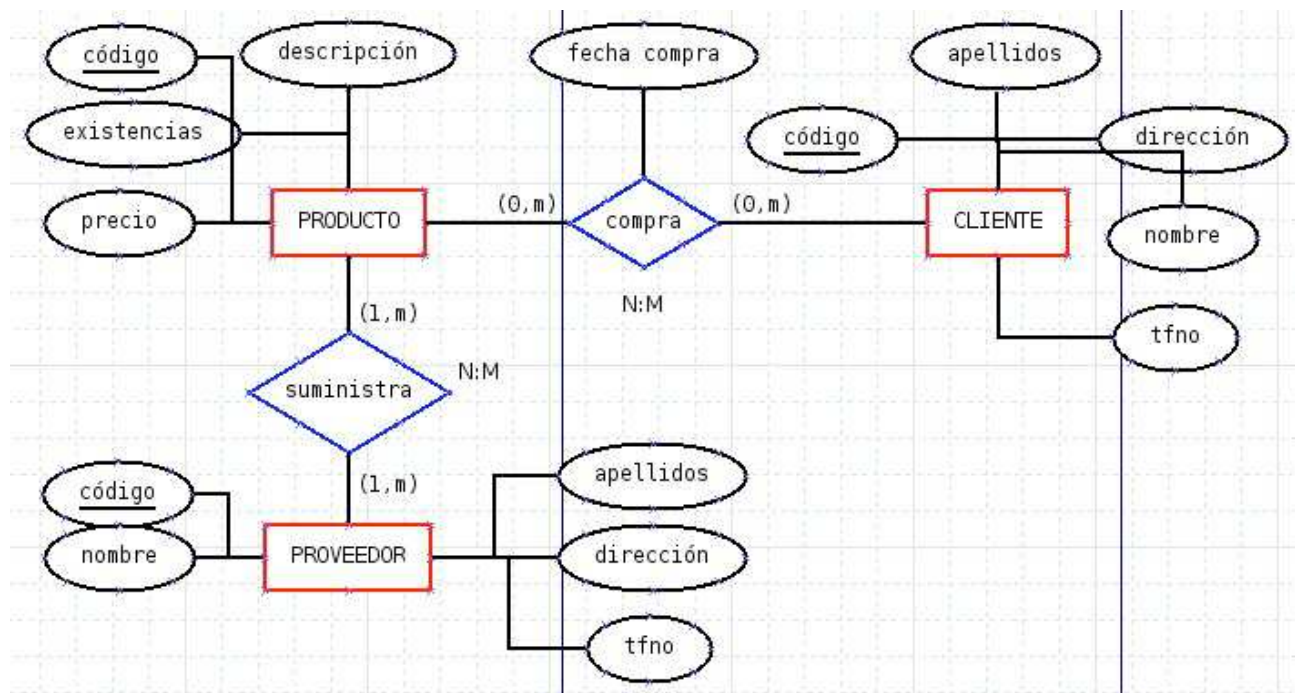 código
descripción
fecha compra
apellidos
existencias
código
dirección
precio
PRODUCTO
(0,m)
compra
(0,m)
CLIENTE
nombre
N:M
(1,m)
tfno
suministra
N:M
código
(1,m)
apellidos
nombre
PROVEEDOR
dirección
tfno